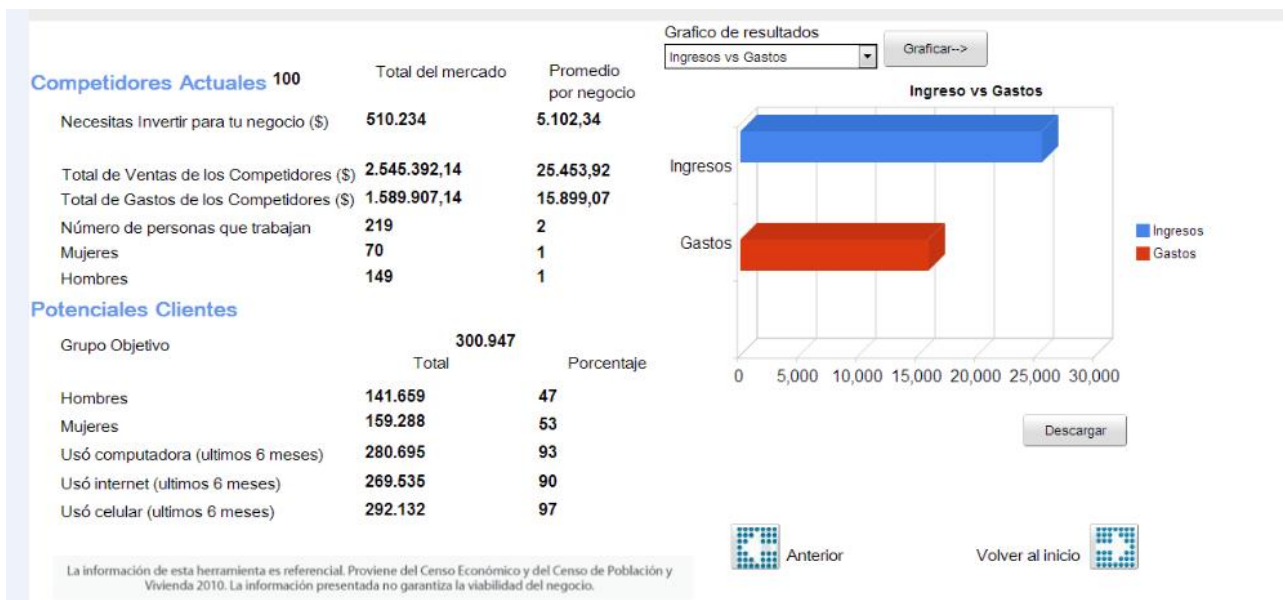 Grafico de resultados
Ingresos vs Gastos
Graficar-->
Competidores Actuales 100
Total del mercado
Promedio
por negocio
Necesitas Invertir para tu negocio ($) 510.234 5.102,34
Total de Ventas de los Competidores ($) 2.545.392,14 25.453,92
Total de Gastos de los Competidores ($) 1.589.907,14 15.899,07
Número de personas que trabajan 219 2
Mujeres 70 1
Hombres 149 1
Potenciales Clientes
Grupo Objetivo 300.947
Total Porcentaje
Hombres 141.659 47
Mujeres 159.288 53
Usó computadora (ultimos 6 meses) 280.695 93
Usó internet (ultimos 6 meses) 269.535 90
Usó celular (ultimos 6 meses) 292.132 97
La información de esta herramienta es referencial. Proviene del Censo Económico y del Censo de Población y
Vivienda 2010. La información presentada no garantiza la viabilidad del negocio.
Ingreso vs Gastos
Ingresos
Gastos
0 5,000 10,000 15,000 20,000 25,000 30,000
Ingresos
Gastos
Descargar
Anterior
Volver al inicio